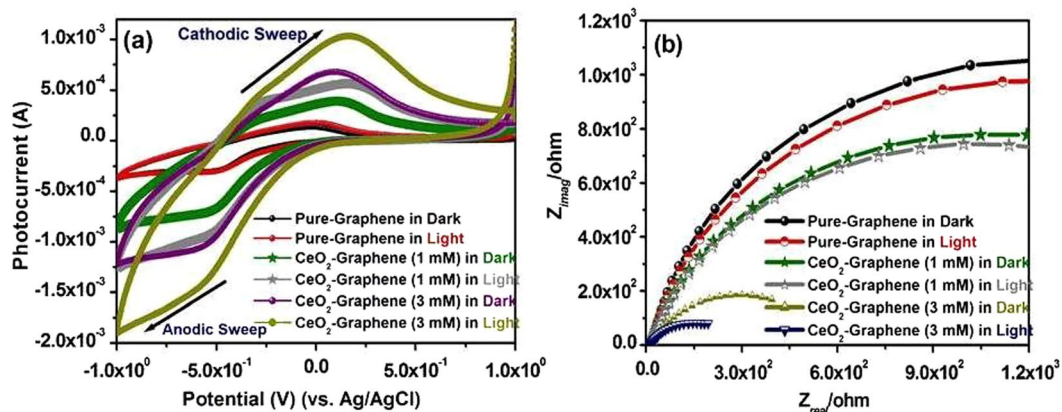 (a)
Cathodic Sweep
Photocurrent (A)
1.0x10⁻³
5.0x10⁻⁴
0.0
-5.0x10⁻⁴
-1.0x10⁻³
-1.5x10⁻³
-2.0x10⁻³
Pure-Graphene in Dark
Pure-Graphene in Light
CeO₂-Graphene (1 mM) in Dark
CeO₂-Graphene (1 mM) in Light
CeO₂-Graphene (3 mM) in Dark
CeO₂-Graphene (3 mM) in Light
Anodic Sweep
-1.0x10⁰ -5.0x10⁻¹ 0.0 5.0x10⁻¹ 1.0x10⁰
Potential (V) (vs. Ag/AgCl)
(b)
Z_imag/ohm
1.2x10³
1.0x10³
8.0x10²
6.0x10²
4.0x10²
2.0x10²
0.0
Pure-Graphene in Dark
Pure-Graphene in Light
CeO₂-Graphene (1 mM) in Dark
CeO₂-Graphene (1 mM) in Light
CeO₂-Graphene (3 mM) in Dark
CeO₂-Graphene (3 mM) in Light
0.0 3.0x10² 6.0x10² 9.0x10² 1.2x10³
Z_real/ohm